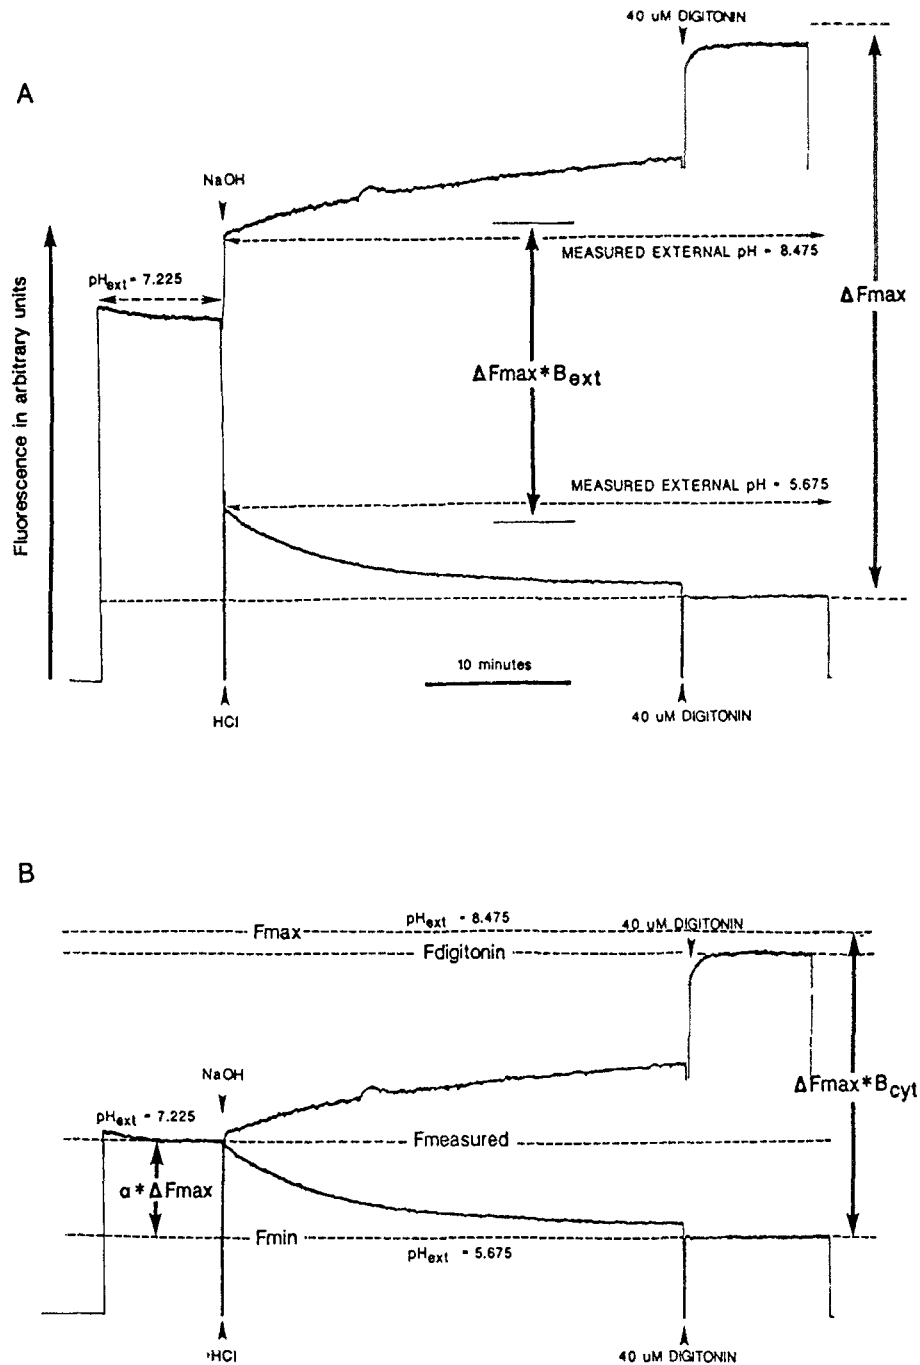 40 uM DIGITONIN
A
NaOH
pHext = 7.225
MEASURED EXTERNAL pH = 8.475
ΔFmax
Fluorescence in arbitrary units
ΔFmax*Bext
MEASURED EXTERNAL pH = 5.675
10 minutes
HCl
40 uM DIGITONIN
B
pHext = 8.475
40 uM DIGITONIN
Fmax
Fdigitonin
NaOH
ΔFmax*Bcyt
pHext = 7.225
Fmeasured
α*ΔFmax
Fmin
pHext = 5.675
HCl
40 uM DIGITONIN